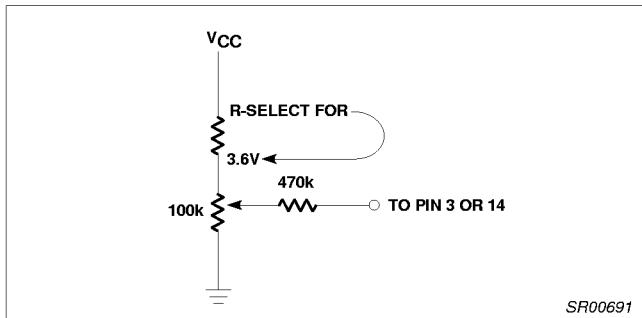 VCC
R-SELECT FOR
3.6V
470k
100k
TO PIN 3 OR 14
SR00691